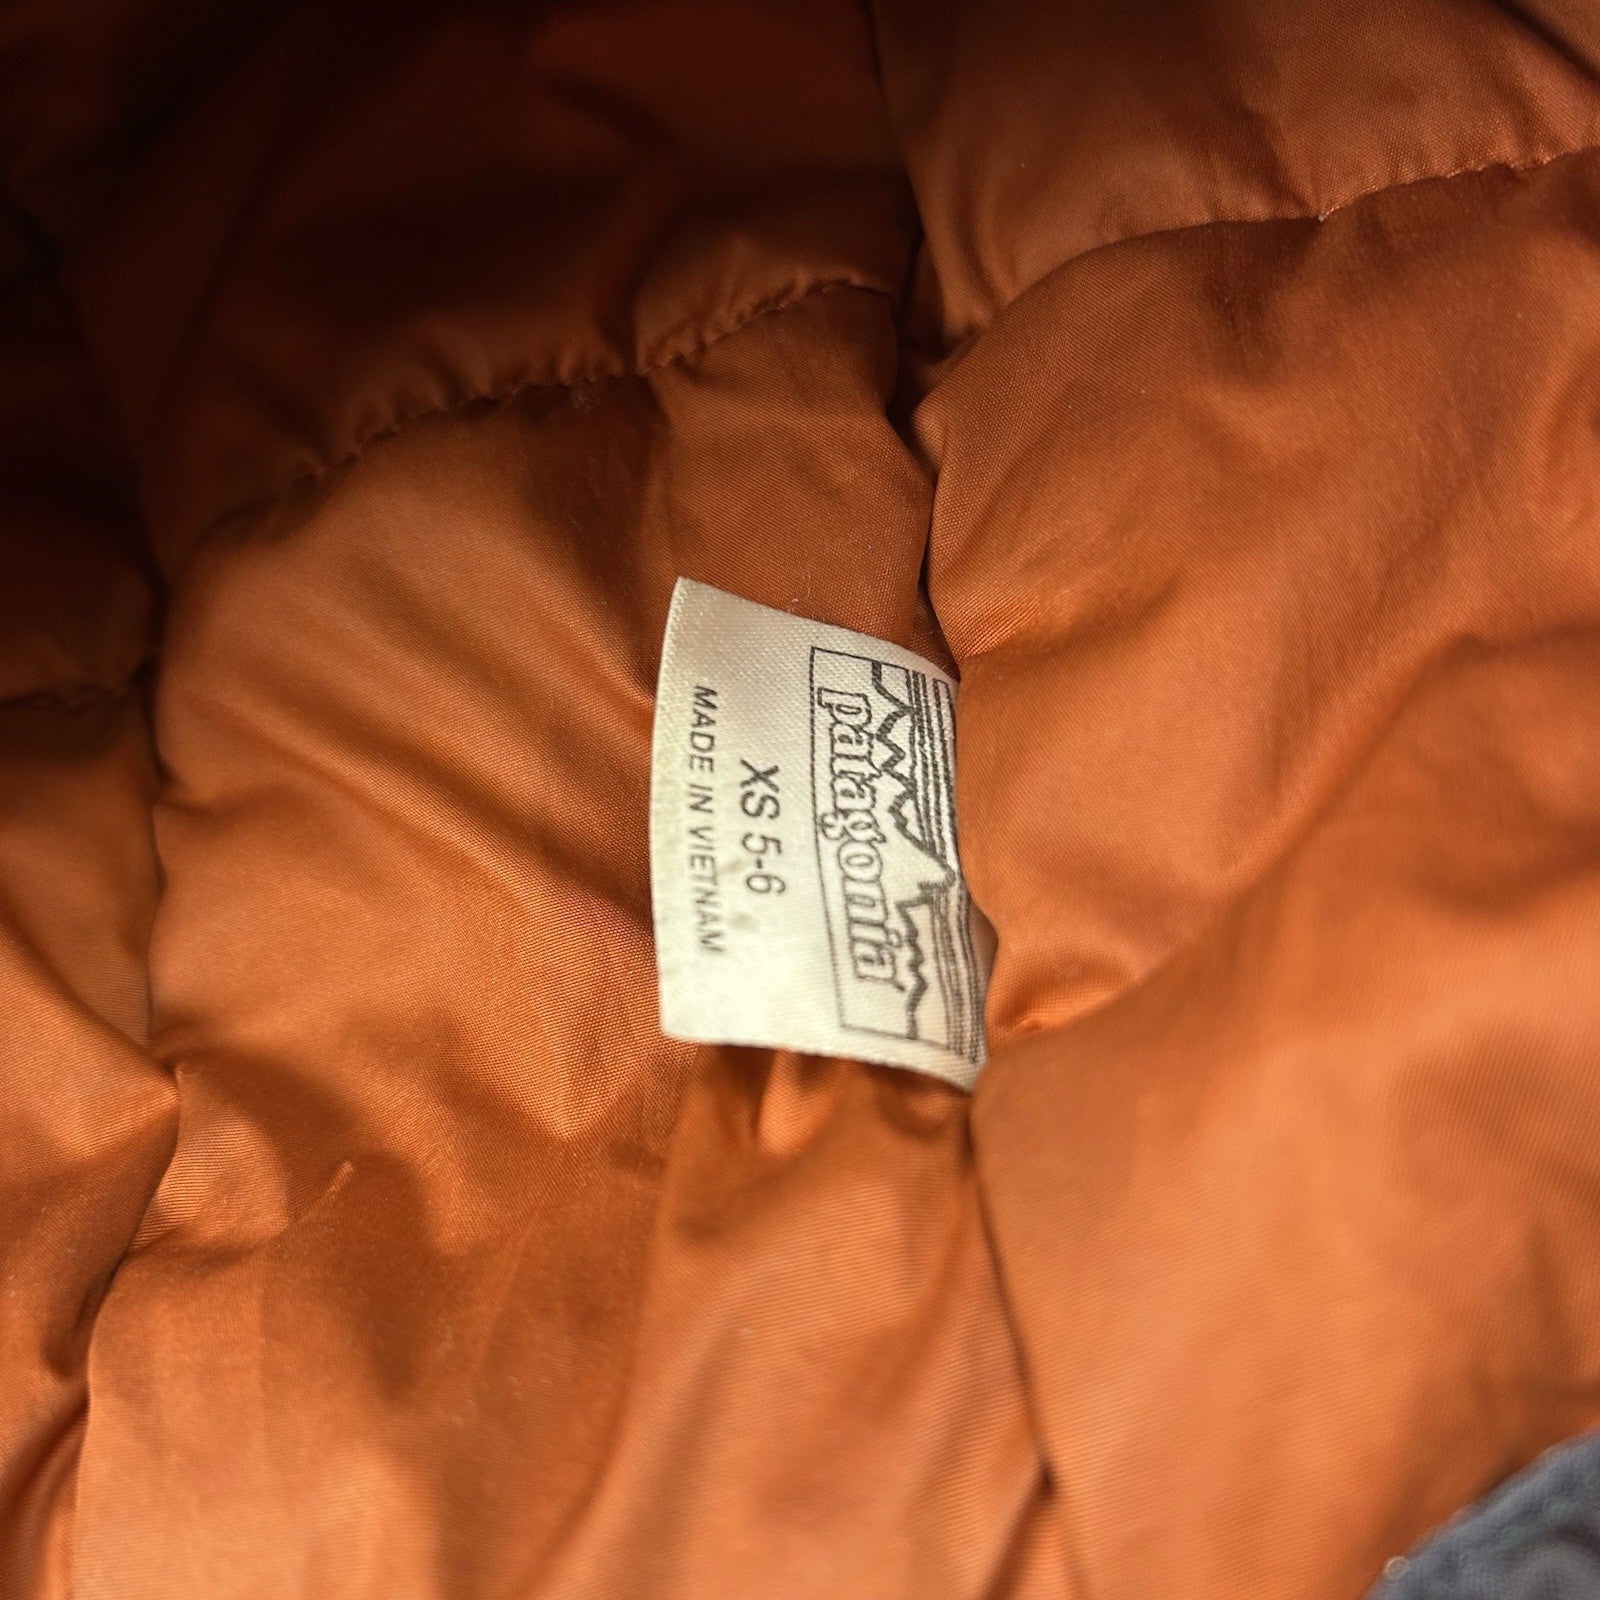 patagonia
XS 5-6
MADE IN VIETNAM